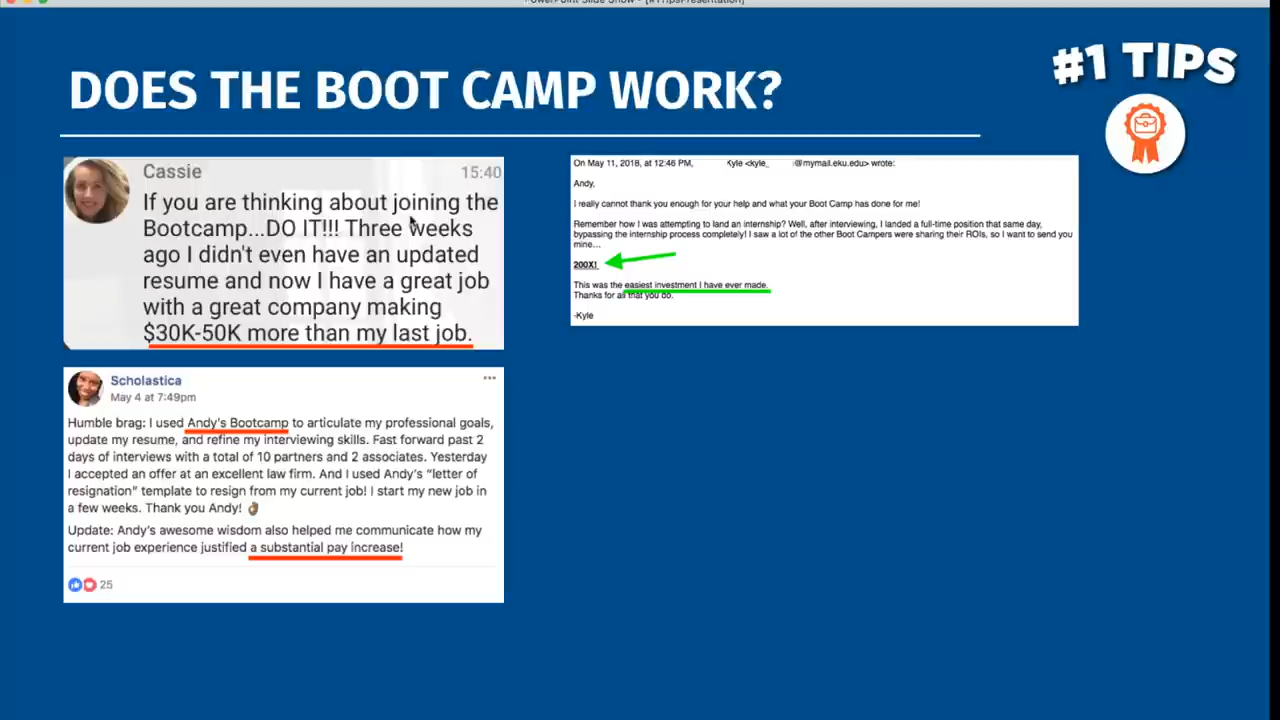 PowerPoint Slide Show - [#1TipsPresentation]
DOES THE BOOT CAMP WORK?
#1 TIPS
Cassie 15:40
If you are thinking about joining the
Bootcamp...DO IT!!! Three weeks
ago I didn't even have an updated
resume and now I have a great job
with a great company making
$30K-50K more than my last job.
Scholastica
May 4 at 7:49pm
Humble brag: I used Andy's Bootcamp to articulate my professional goals,
update my resume, and refine my interviewing skills. Fast forward past 2
days of interviews with a total of 10 partners and 2 associates. Yesterday
I accepted an offer at an excellent law firm. And I used Andy's “letter of
resignation” template to resign from my current job! I start my new job in
a few weeks. Thank you Andy! 👌🏾
Update: Andy's awesome wisdom also helped me communicate how my
current job experience justified a substantial pay increase!
25
On May 11, 2018, at 12:46 PM, Kyle <kyle_ @mymail.eku.edu> wrote:
Andy,
I really cannot thank you enough for your help and what your Boot Camp has done for me!
Remember how I was attempting to land an internship? Well, after interviewing, I landed a full-time position that same day,
bypassing the internship process completely! I saw a lot of the other Boot Campers were sharing their ROIs, so I want to send you
mine...
200X!
This was the easiest investment I have ever made.
Thanks for all that you do.
-Kyle